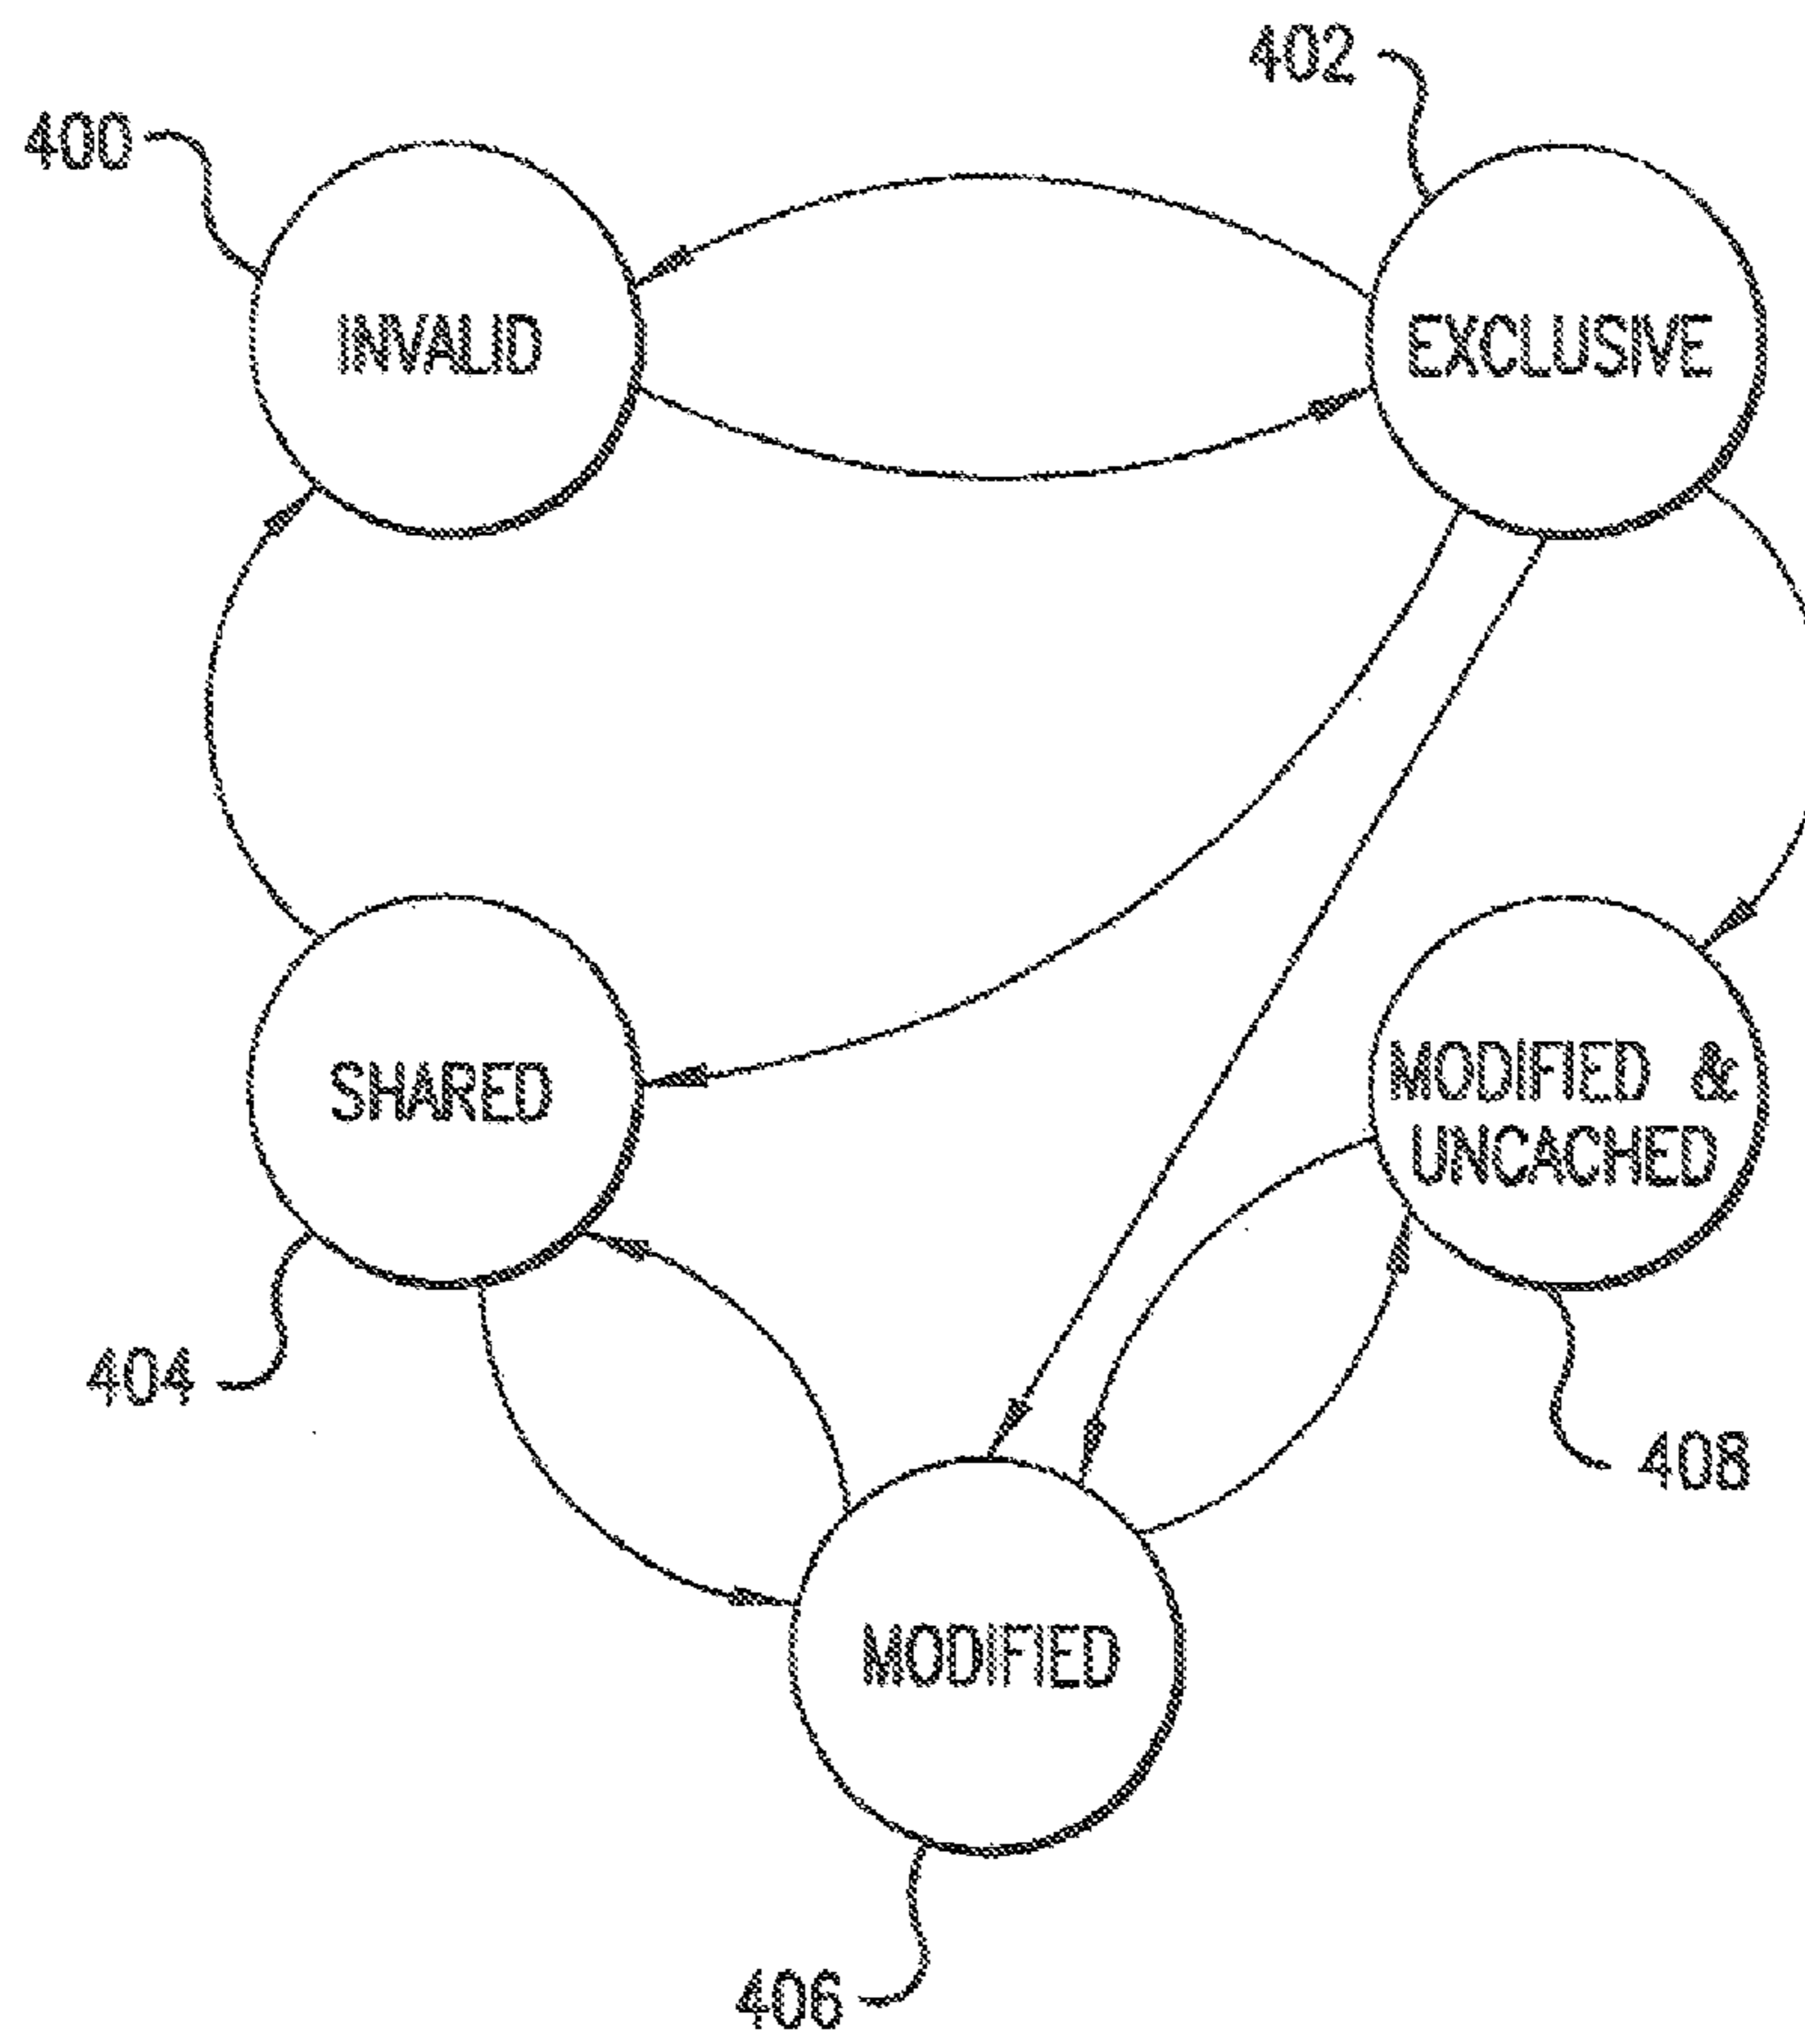 402
400
INVALID
EXCLUSIVE
SHARED
MODIFIED &
UNCACHED
404
408
MODIFIED
406